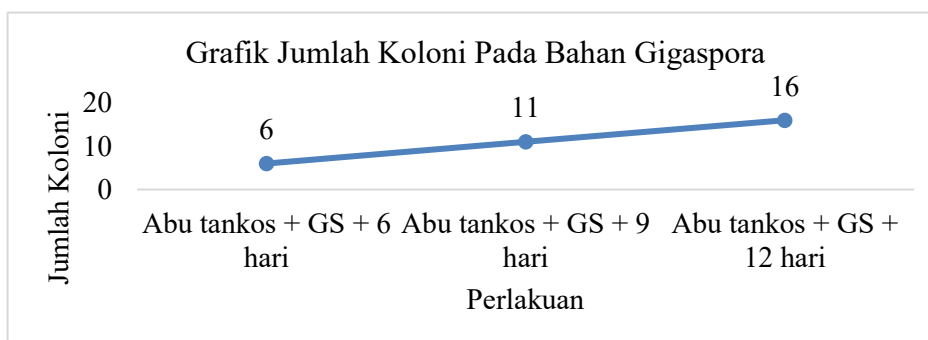 Grafik Jumlah Koloni Pada Bahan Gigaspora
Jumlah Koloni
20
10
0
6
11
16
Abu tankos + GS + 6
hari
Abu tankos + GS + 9
hari
Abu tankos + GS +
12 hari
Perlakuan